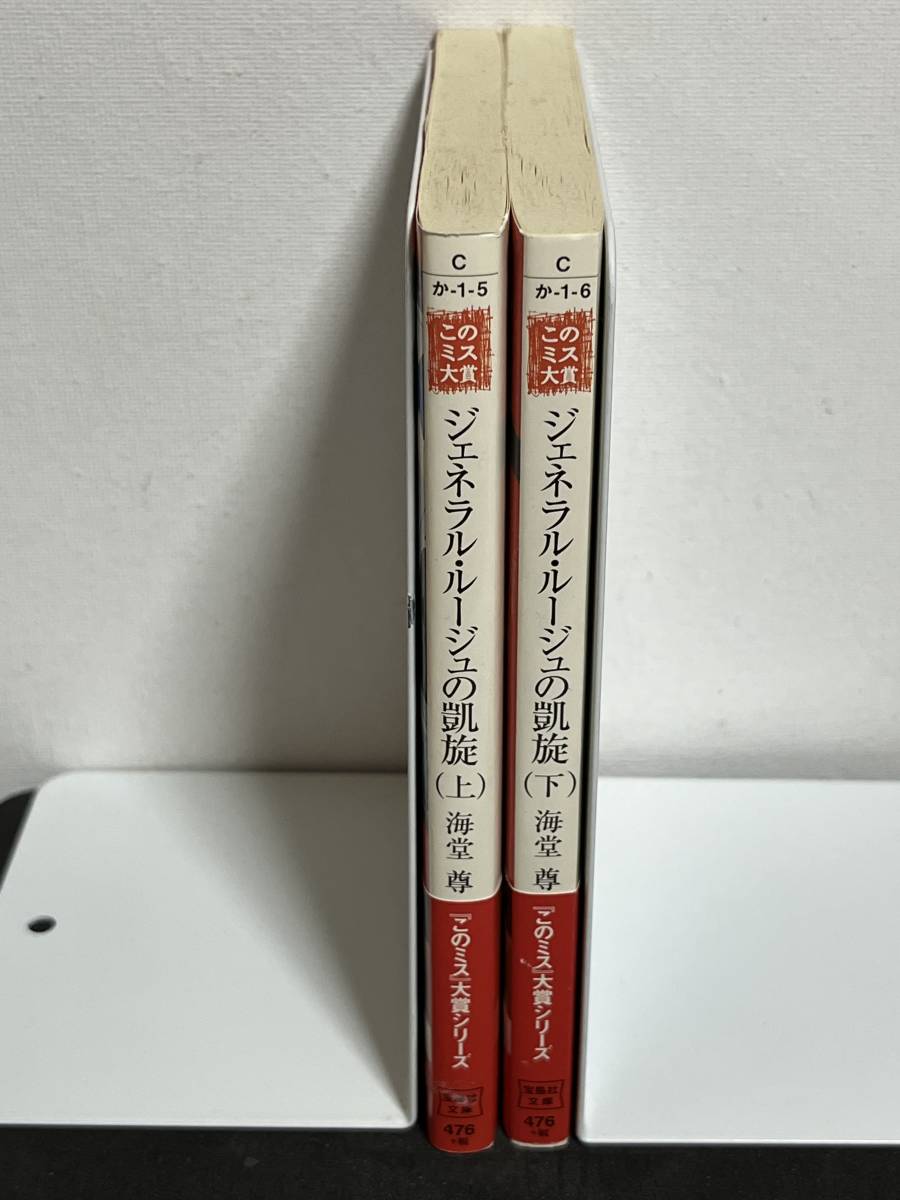 C
か-1-5
このミス大賞
ジェネラル・ルージュの凱旋(上)
海堂 尊
『このミス』大賞シリーズ
宝島社文庫
476
+税
C
か-1-6
このミス大賞
ジェネラル・ルージュの凱旋(下)
海堂 尊
『このミス』大賞シリーズ
宝島社文庫
476
+税